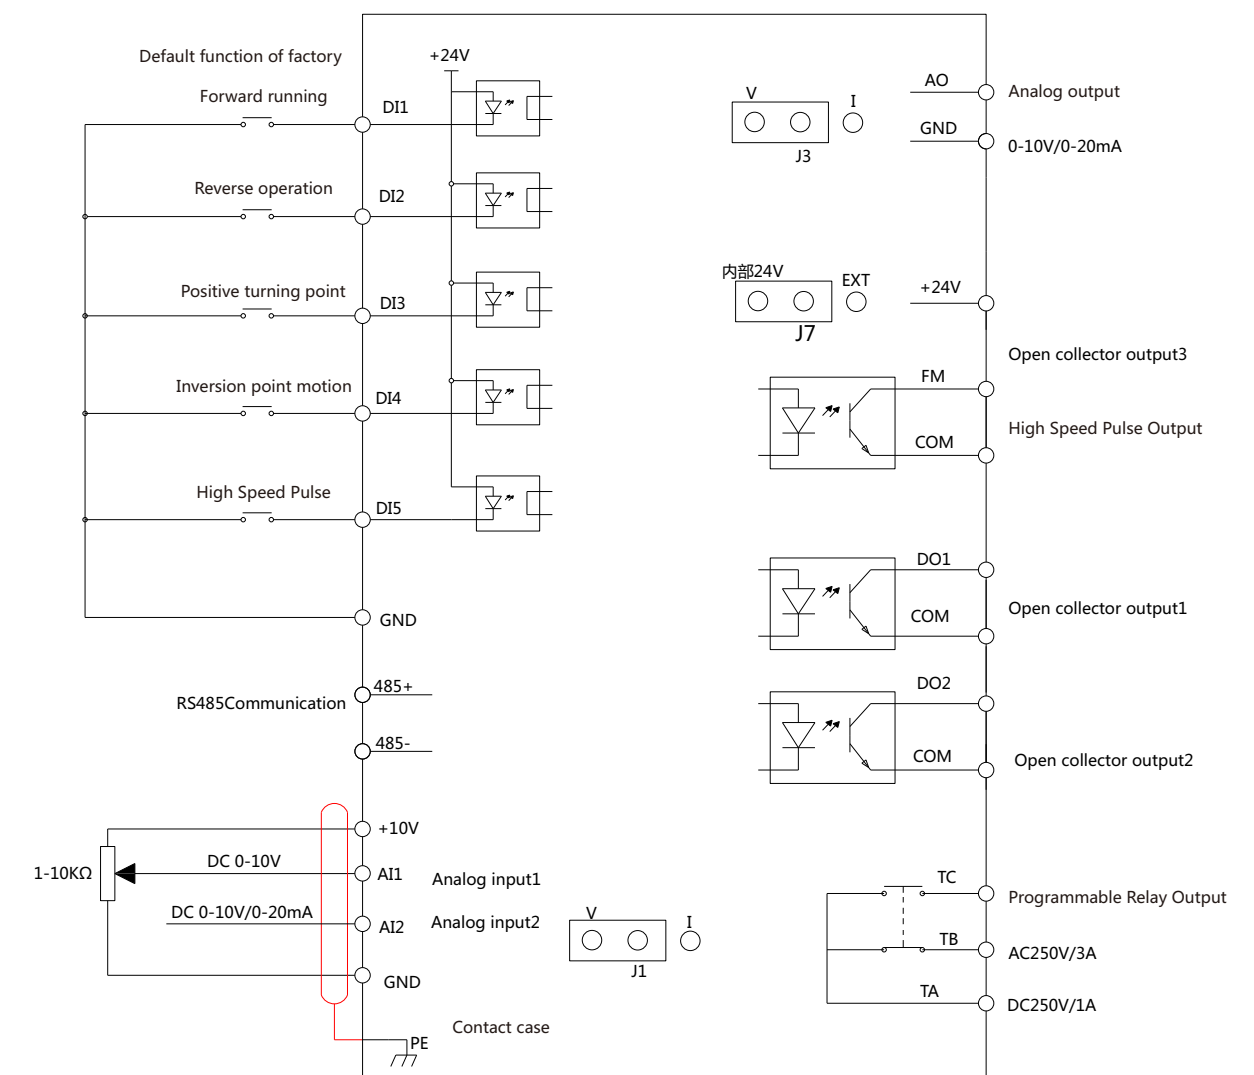 Default function of factory
+24V
Forward running
DI1
Reverse operation
DI2
Positive turning point
DI3
Inversion point motion
DI4
High Speed Pulse
DI5
GND
RS485Communication
485+
485-
+10V
1-10KΩ
DC 0-10V
AI1
Analog input1
DC 0-10V/0-20mA
AI2
Analog input2
GND
Contact case
PE
V
I
J1
V
I
J3
AO
Analog output
GND
0-10V/0-20mA
内部24V
EXT
J7
+24V
Open collector output3
FM
High Speed Pulse Output
COM
DO1
Open collector output1
COM
DO2
COM
Open collector output2
TC
Programmable Relay Output
TB
AC250V/3A
TA
DC250V/1A